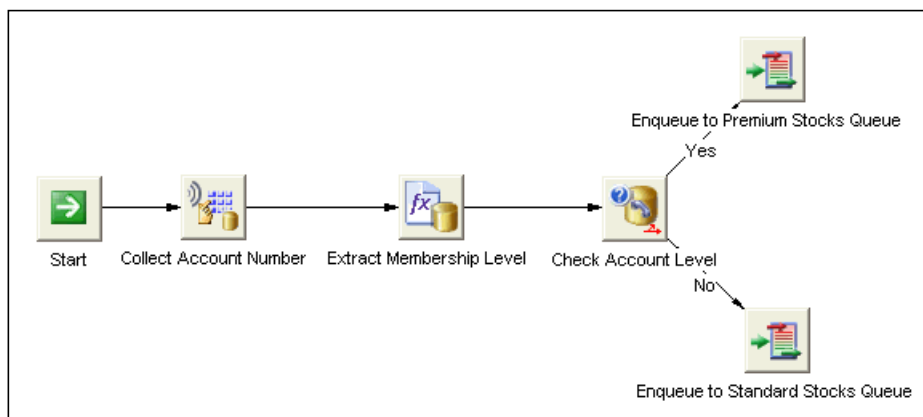 Enqueue to Premium Stocks Queue
Yes
fx
Start
Collect Account Number
Extract Membership Level
Check Account Level
No
Enqueue to Standard Stocks Queue